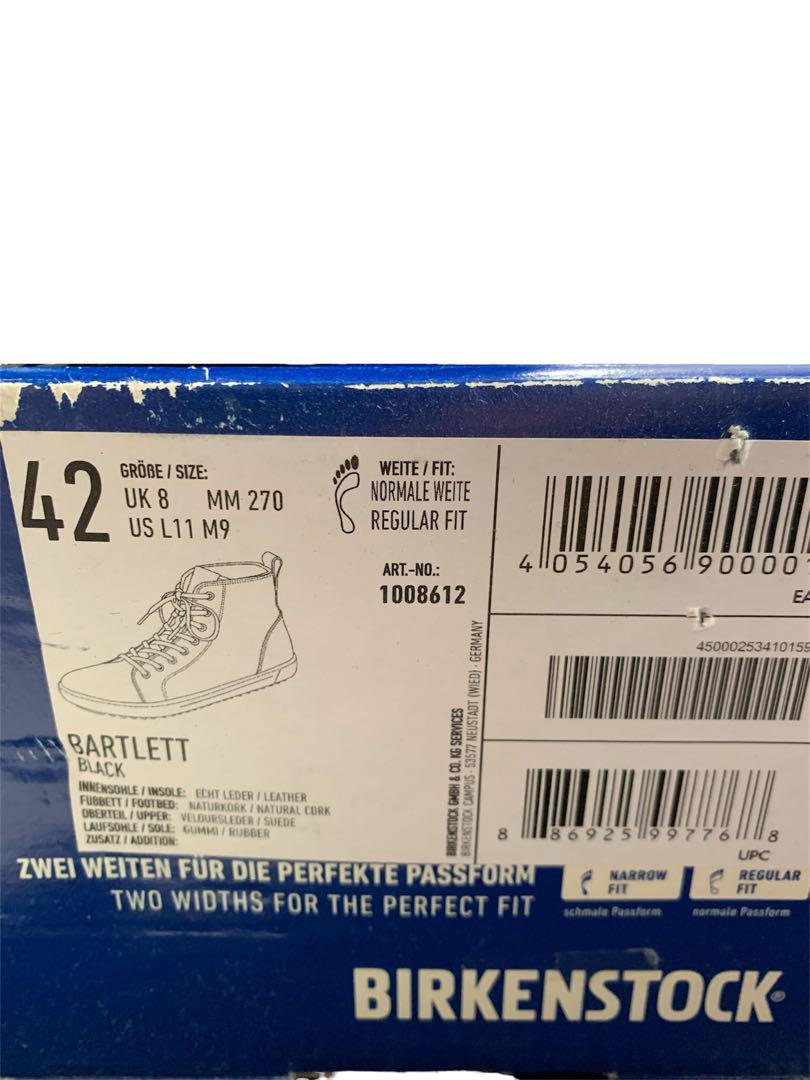 42
GRÖßE / SIZE:
UK 8 MM 270
US L11 M9
WEITE / FIT:
NORMALE WEITE
REGULAR FIT
ART.-NO.:
1008612
BARTLETT
BLACK
INNENSOHLE / INSOLE: ECHT LEDER / LEATHER
FUßBETT / FOOTBED: NATURKORK / NATURAL CORK
OBERTEIL / UPPER: VELOURSLEDER / SUEDE
LAUFSOHLE / SOLE: GUMMI / RUBBER
ZUSATZ / ADDITION:
BIRKENSTOCK GMBH & CO. KG SERVICES
BIRKENSTOCK CAMPUS · 53577 NEUSTADT (WIED) · GERMANY
4 054056 90000
EA
45000253410159
8 86925 99776 8
UPC
ZWEI WEITEN FÜR DIE PERFEKTE PASSFORM
TWO WIDTHS FOR THE PERFECT FIT
NARROW
FIT
schmale Passform
REGULAR
FIT
normale Passform
BIRKENSTOCK®